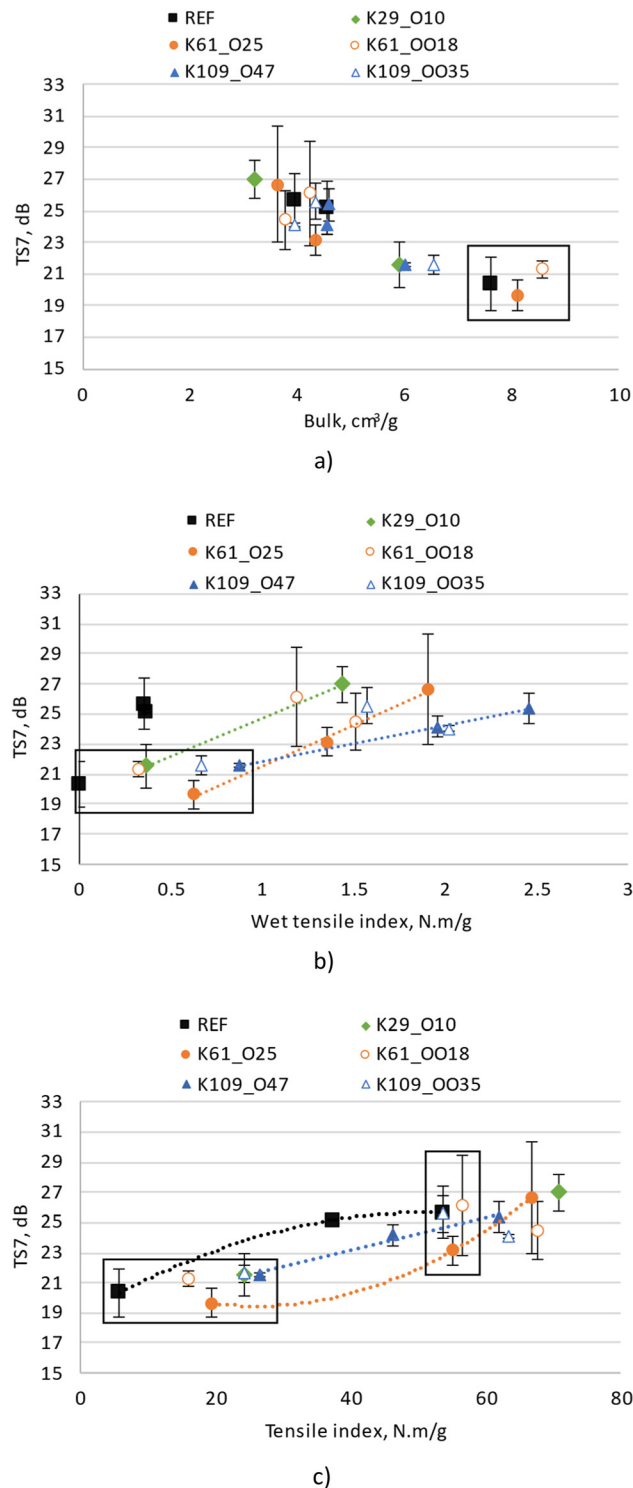 REF K29_O10
K61_O25 K61_OO18
K109_O47 K109_OO35
33
31
29
27
25
23
21
19
17
15
TS7, dB
0 2 4 6 8 10
Bulk, cm³/g
a)
REF K29_O10
K61_O25 K61_OO18
K109_O47 K109_OO35
33
31
29
27
25
23
21
19
17
15
TS7, dB
0 0.5 1 1.5 2 2.5 3
Wet tensile index, N.m/g
b)
REF K29_O10
K61_O25 K61_OO18
K109_O47 K109_OO35
33
31
29
27
25
23
21
19
17
15
TS7, dB
0 20 40 60 80
Tensile index, N.m/g
c)